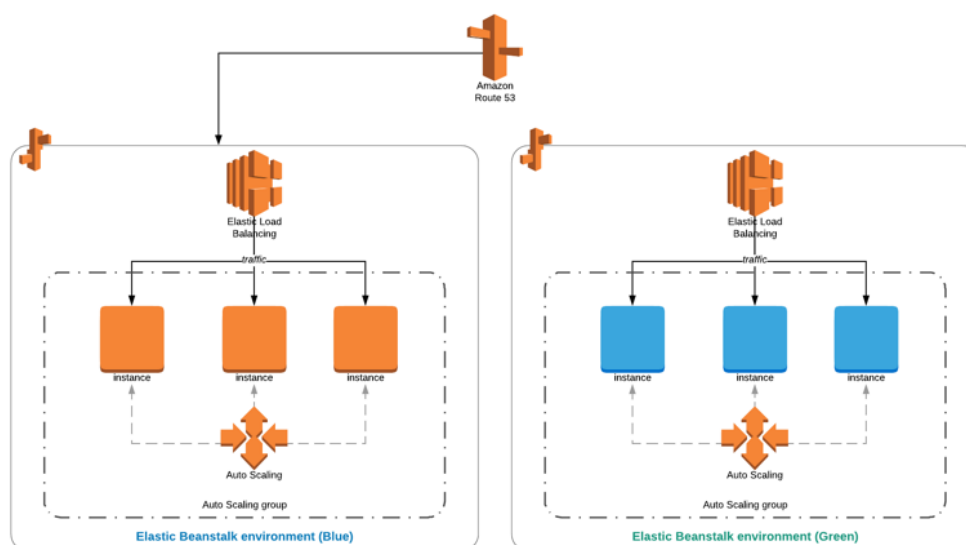 Amazon
Route 53
Elastic Load
Balancing
traffic
instance
instance
instance
Auto Scaling
Auto Scaling group
Elastic Beanstalk environment (Blue)
Elastic Load
Balancing
traffic
instance
instance
instance
Auto Scaling
Auto Scaling group
Elastic Beanstalk environment (Green)